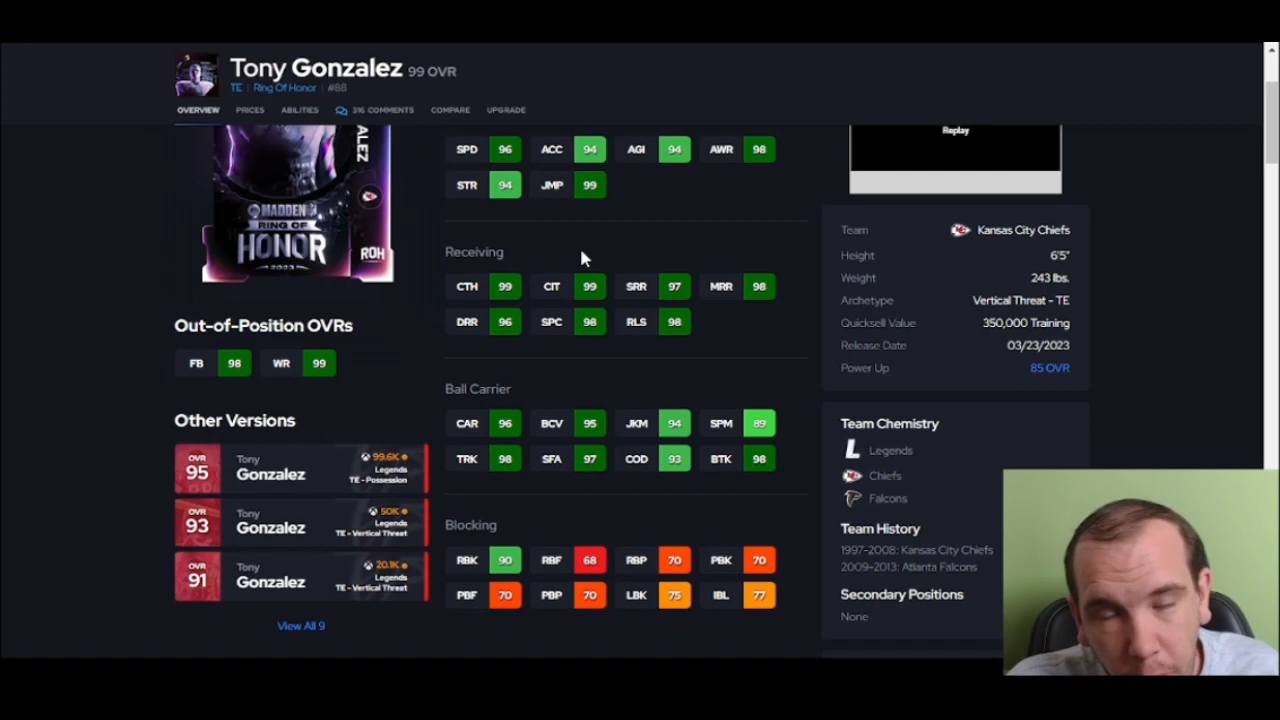 Tony Gonzalez 99 OVR
TE | Ring Of Honor | #88
OVERVIEW PRICES ABILITIES 316 COMMENTS COMPARE UPGRADE
ALEZ
MADDEN
RING OF
HONOR
2023
ROH
Out-of-Position OVRs
FB 98 WR 99
Other Versions
OVR 95 Tony Gonzalez 99.6K Legends TE - Possession
OVR 93 Tony Gonzalez 50K Legends TE - Vertical Threat
OVR 91 Tony Gonzalez 20.1K Legends TE - Vertical Threat
View All 9
SPD 96 ACC 94 AGI 94 AWR 98
STR 94 JMP 99
Receiving
CTH 99 CIT 99 SRR 97 MRR 98
DRR 96 SPC 98 RLS 98
Ball Carrier
CAR 96 BCV 95 JKM 94 SPM 89
TRK 98 SFA 97 COD 93 BTK 98
Blocking
RBK 90 RBF 68 RBP 70 PBK 70
PBF 70 PBP 70 LBK 75 IBL 77
Replay
Team Kansas City Chiefs
Height 6'5"
Weight 243 lbs.
Archetype Vertical Threat - TE
Quicksell Value 350,000 Training
Release Date 03/23/2023
Power Up 85 OVR
Team Chemistry
Legends
Chiefs
Falcons
Team History
1997-2008: Kansas City Chiefs
2009-2013: Atlanta Falcons
Secondary Positions
None